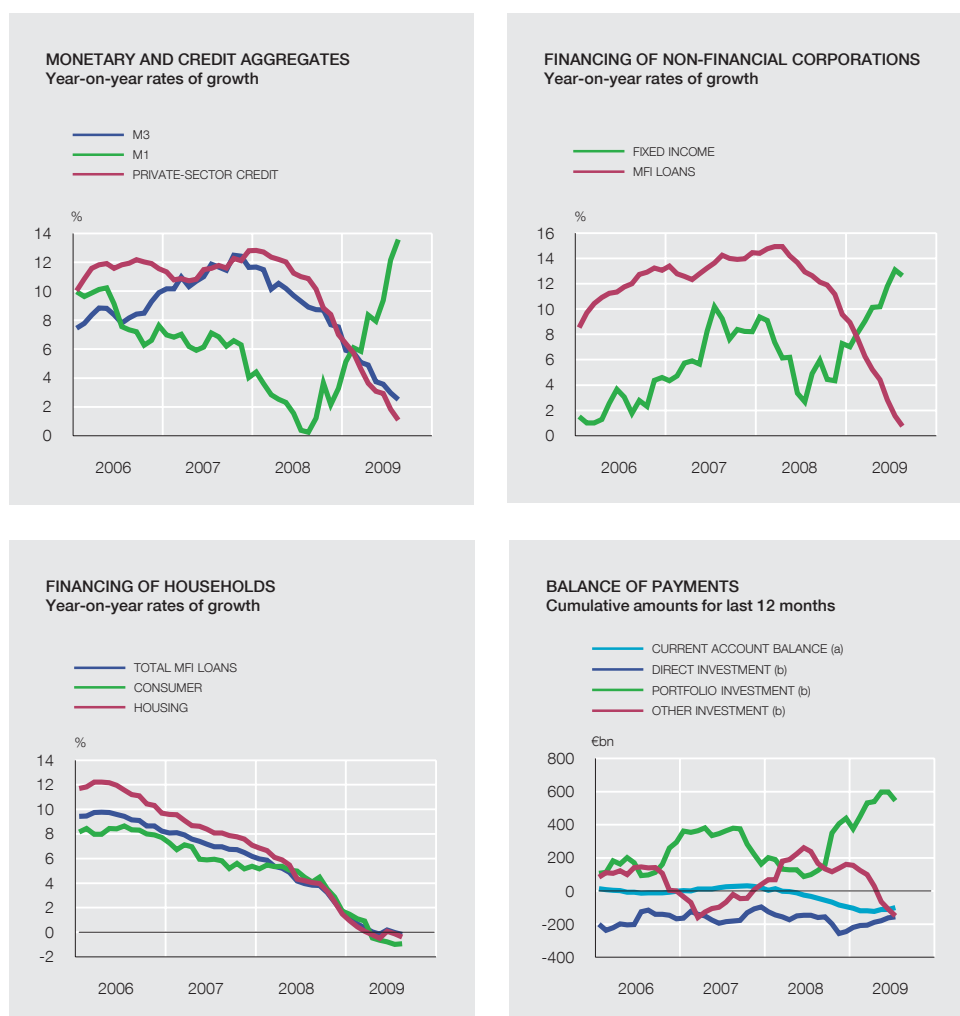 MONETARY AND CREDIT AGGREGATES
Year-on-year rates of growth
M3
M1
PRIVATE-SECTOR CREDIT
%
14
12
10
8
6
4
2
0
2006 2007 2008 2009
FINANCING OF NON-FINANCIAL CORPORATIONS
Year-on-year rates of growth
FIXED INCOME
MFI LOANS
%
16
14
12
10
8
6
4
2
0
2006 2007 2008 2009
FINANCING OF HOUSEHOLDS
Year-on-year rates of growth
TOTAL MFI LOANS
CONSUMER
HOUSING
%
14
12
10
8
6
4
2
0
-2
2006 2007 2008 2009
BALANCE OF PAYMENTS
Cumulative amounts for last 12 months
CURRENT ACCOUNT BALANCE (a)
DIRECT INVESTMENT (b)
PORTFOLIO INVESTMENT (b)
OTHER INVESTMENT (b)
€bn
800
600
400
200
0
-200
-400
2006 2007 2008 2009